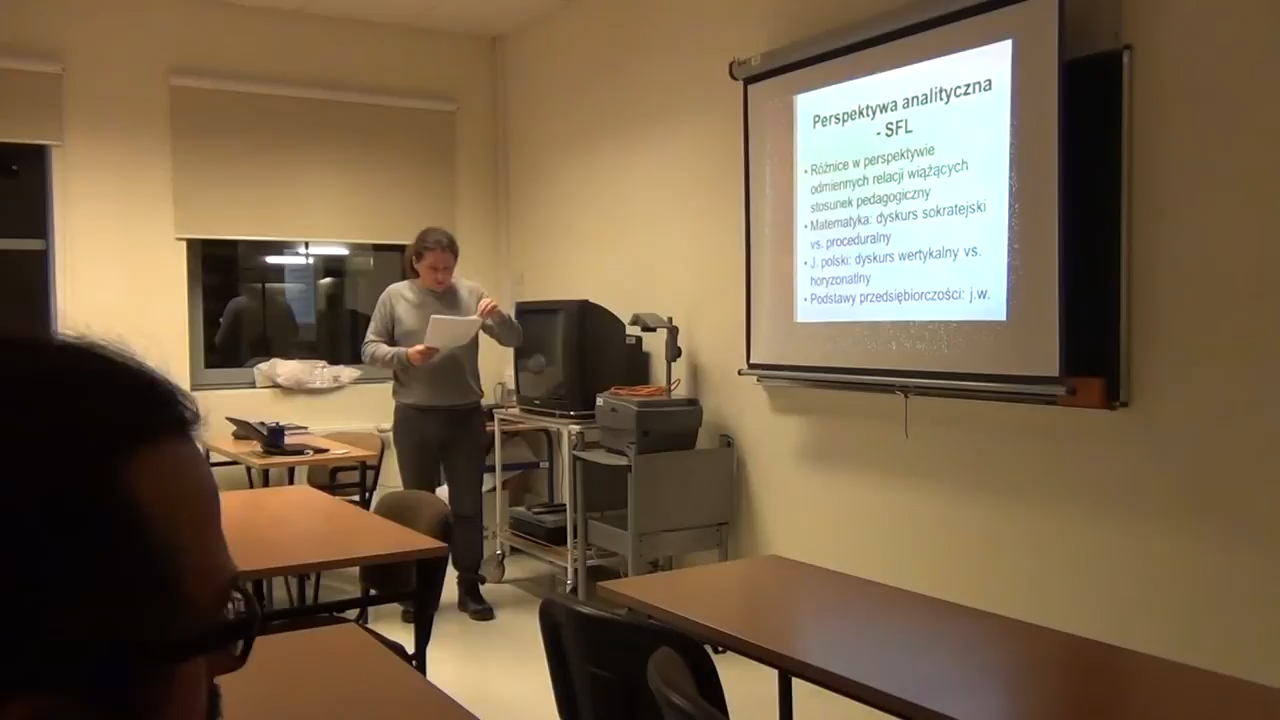 Perspektywa analityczna
- SFL
• Różnice w perspektywie
odmiennych relacji wiążących
stosunek pedagogiczny
• Matematyka: dyskurs sokratejski
vs. proceduralny
• J. polski: dyskurs wertykalny vs.
horyzonatlny
• Podstawy przedsiębiorczości: j.w.